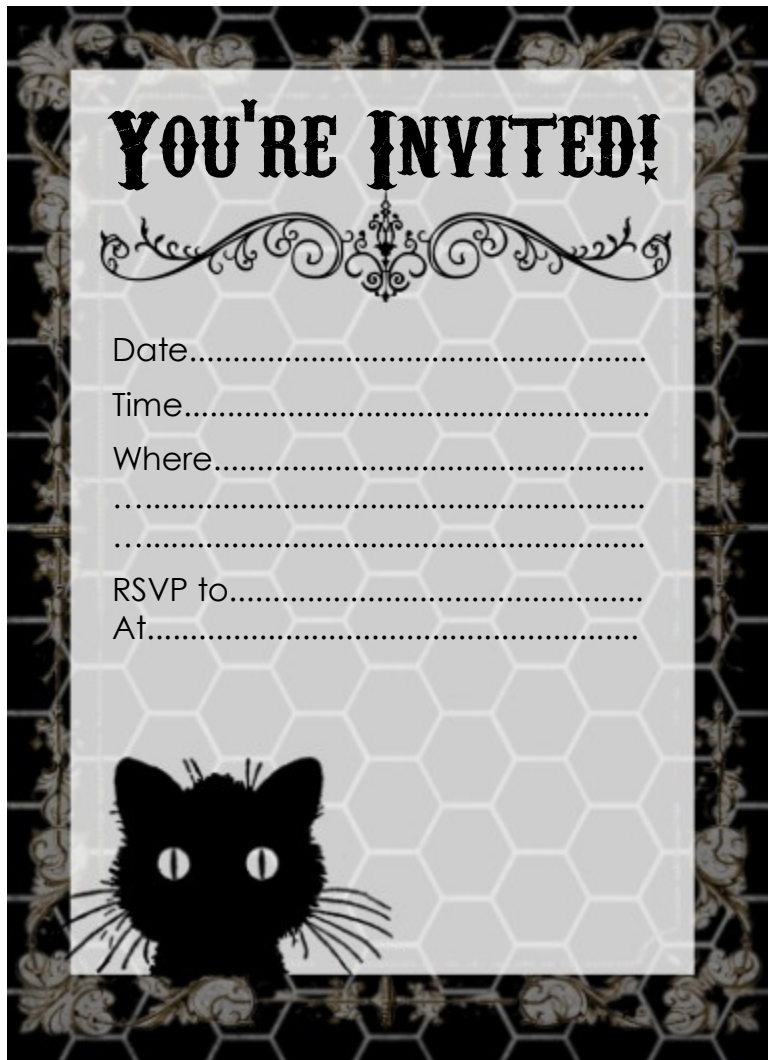 You're Invited!
Date....................................................
Time.....................................................
Where.................................................
…........................................................
…........................................................
RSVP to...............................................
At........................................................